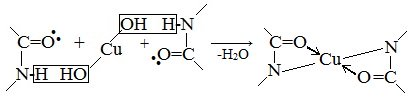 OH H-N
C=O: + + C C=O
Cu Cu
N-H HO :O=C N N O=C
-H2O